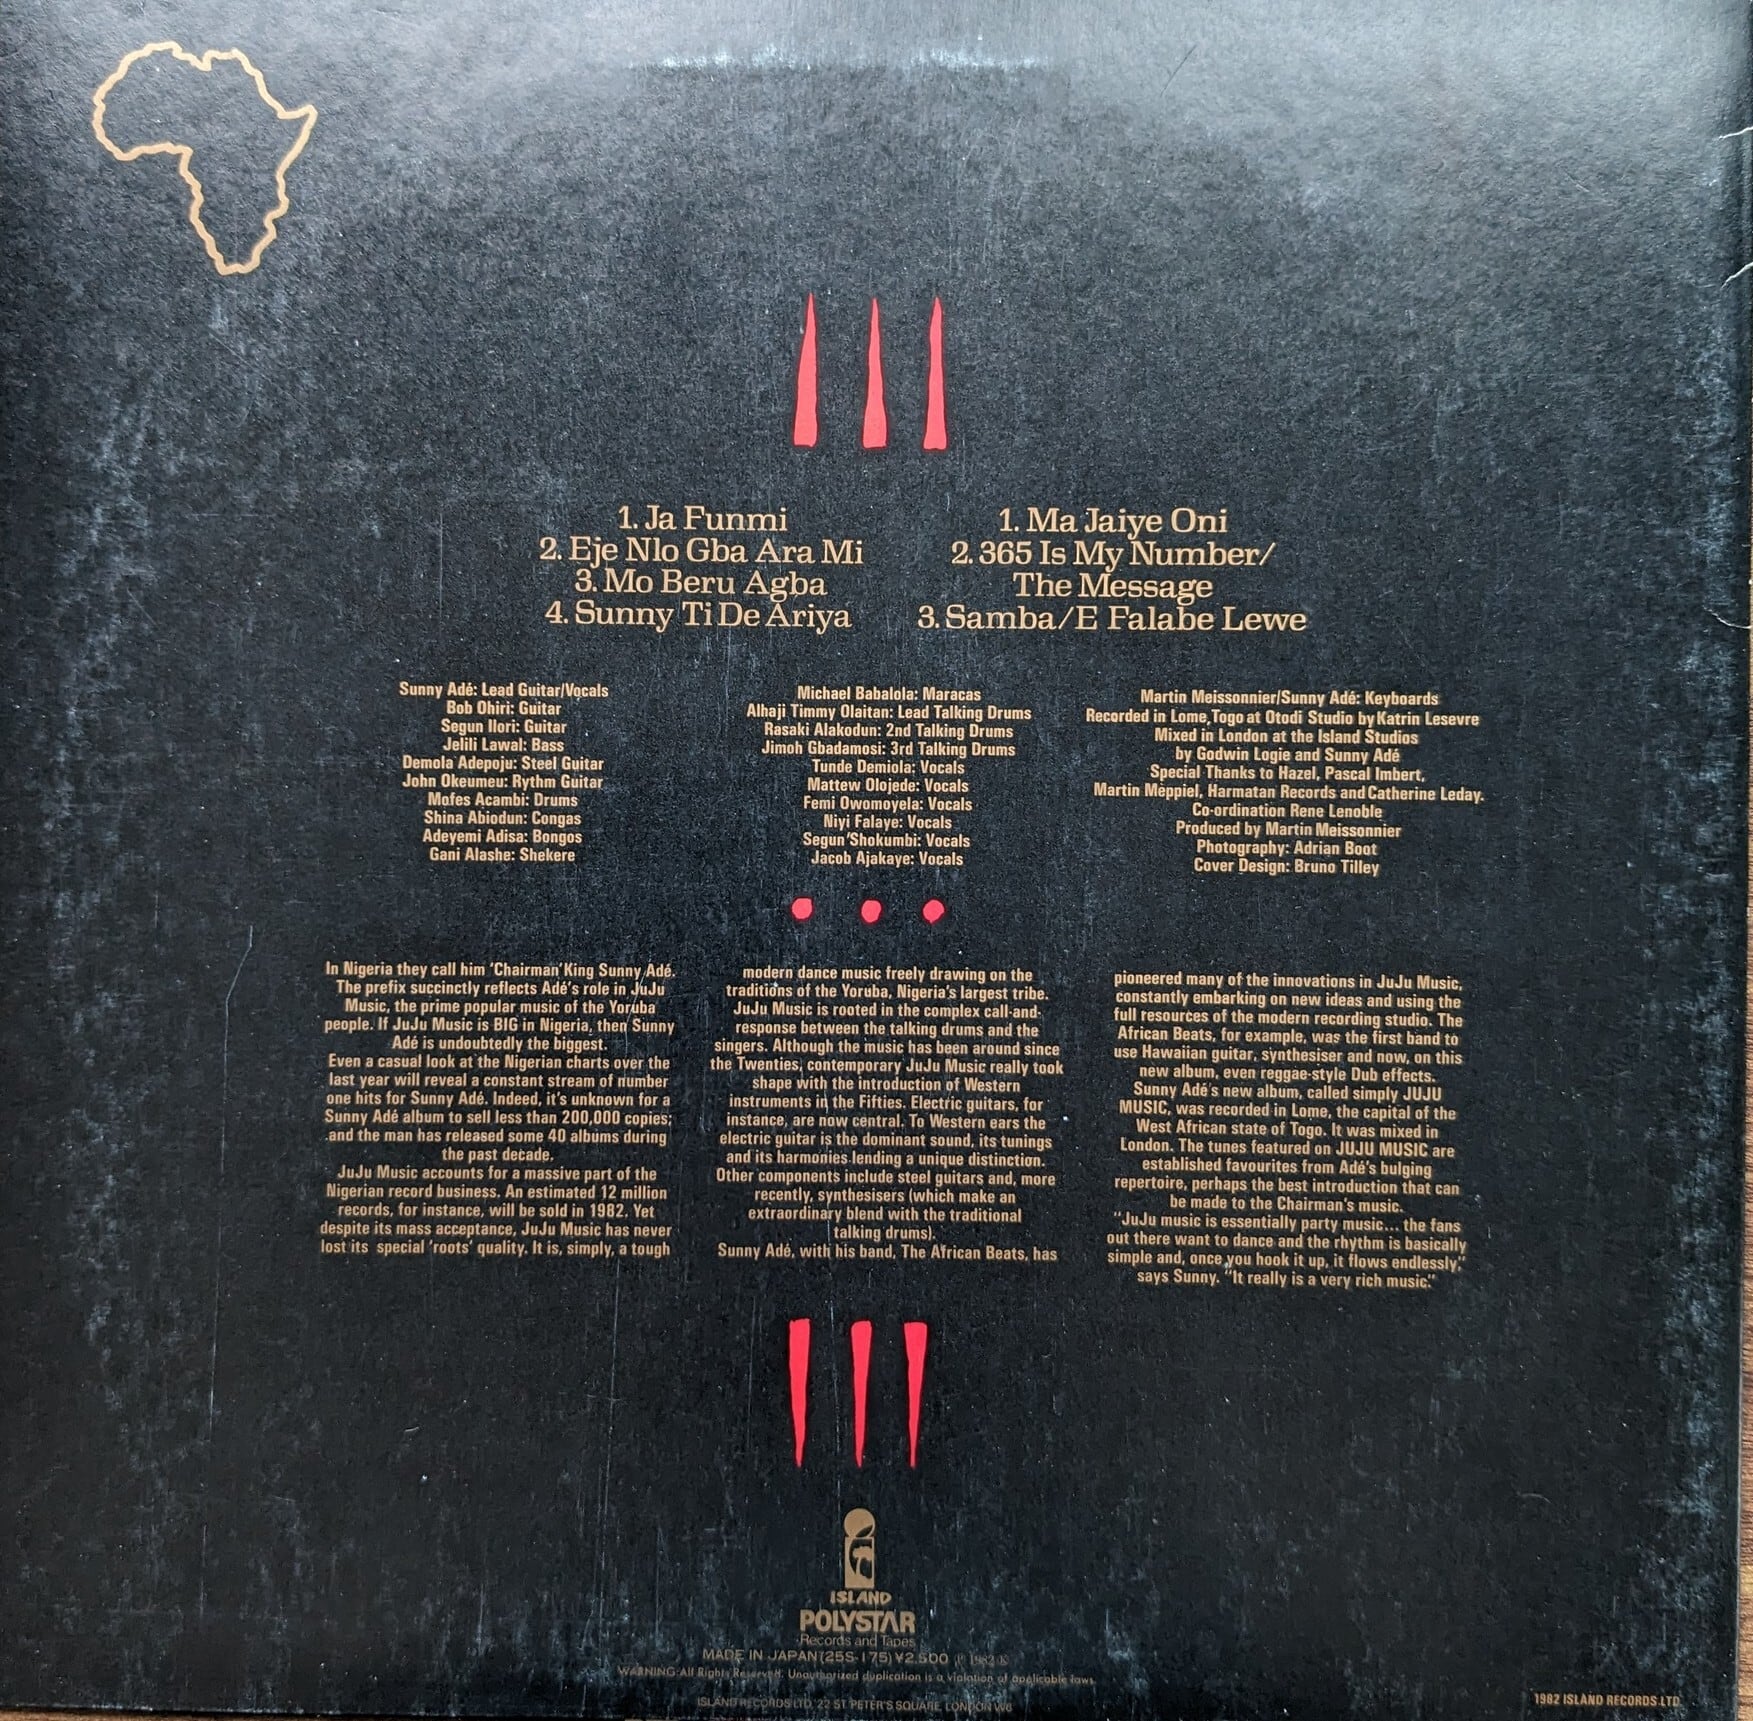 1. Ja Funmi
2. Eje Nlo Gba Ara Mi
3. Mo Beru Agba
4. Sunny Ti De Ariya
1. Ma Jaiye Oni
2. 365 Is My Number/
The Message
3. Samba/E Falabe Lewe
Sunny Adé: Lead Guitar/Vocals
Bob Ohiri: Guitar
Segun Ilori: Guitar
Jelili Lawal: Bass
Demola Adepoju: Steel Guitar
John Okeumeu: Rythm Guitar
Mofes Acambi: Drums
Shina Abiodun: Congas
Adeyemi Adisa: Bongos
Gani Alashe: Shekere
Michael Babalola: Maracas
Alhaji Timmy Olaitan: Lead Talking Drums
Rasaki Alakodun: 2nd Talking Drums
Jimoh Gbadamosi: 3rd Talking Drums
Tunde Demiola: Vocals
Mattew Olojede: Vocals
Femi Owomoyela: Vocals
Niyi Falaye: Vocals
Segun Shokumbi: Vocals
Jacob Ajakaye: Vocals
Martin Meissonnier/Sunny Adé: Keyboards
Recorded in Lome, Togo at Otodi Studio by Katrin Lesevre
Mixed in London at the Island Studios
by Godwin Logie and Sunny Adé
Special Thanks to Hazel, Pascal Imbert,
Martin Meppiel, Harmatan Records and Catherine Leday.
Co-ordination Rene Lenoble
Produced by Martin Meissonnier
Photography: Adrian Boot
Cover Design: Bruno Tilley
In Nigeria they call him 'Chairman' King Sunny Adé.
The prefix succinctly reflects Adé's role in JuJu
Music, the prime popular music of the Yoruba
people. If JuJu Music is BIG in Nigeria, then Sunny
Adé is undoubtedly the biggest.
Even a casual look at the Nigerian charts over the
last year will reveal a constant stream of number
one hits for Sunny Adé. Indeed, it's unknown for a
Sunny Adé album to sell less than 200,000 copies;
and the man has released some 40 albums during
the past decade.
JuJu Music accounts for a massive part of the
Nigerian record business. An estimated 12 million
records, for instance, will be sold in 1982. Yet
despite its mass acceptance, JuJu Music has never
lost its special 'roots' quality. It is, simply, a tough
modern dance music freely drawing on the
traditions of the Yoruba, Nigeria's largest tribe.
JuJu Music is rooted in the complex call-and-
response between the talking drums and the
singers. Although the music has been around since
the Twenties, contemporary JuJu Music really took
shape with the introduction of Western
instruments in the Fifties. Electric guitars, for
instance, are now central. To Western ears the
electric guitar is the dominant sound, its tunings
and its harmonies lending a unique distinction.
Other components include steel guitars and, more
recently, synthesisers (which make an
extraordinary blend with the traditional
talking drums).
Sunny Adé, with his band, The African Beats, has
pioneered many of the innovations in JuJu Music,
constantly embarking on new ideas and using the
full resources of the modern recording studio. The
African Beats, for example, was the first band to
use Hawaiian guitar, synthesiser and now, on this
new album, even reggae-style Dub effects.
Sunny Adé's new album, called simply JUJU
MUSIC, was recorded in Lome, the capital of the
West African state of Togo. It was mixed in
London. The tunes featured on JUJU MUSIC are
established favourites from Adé's bulging
repertoire, perhaps the best introduction that can
be made to the Chairman's music.
"JuJu music is essentially party music... the fans
out there want to dance and the rhythm is basically
simple and, once you hook it up, it flows endlessly,"
says Sunny. "It really is a very rich music."
ISLAND
POLYSTAR
Records and Tapes
MADE IN JAPAN (25S-175) ¥2,500 ℗ 1982
WARNING: All Rights Reserved. Unauthorized duplication is a violation of applicable laws.
ISLAND RECORDS LTD, 22 ST. PETER'S SQUARE, LONDON W6
1982 ISLAND RECORDS LTD